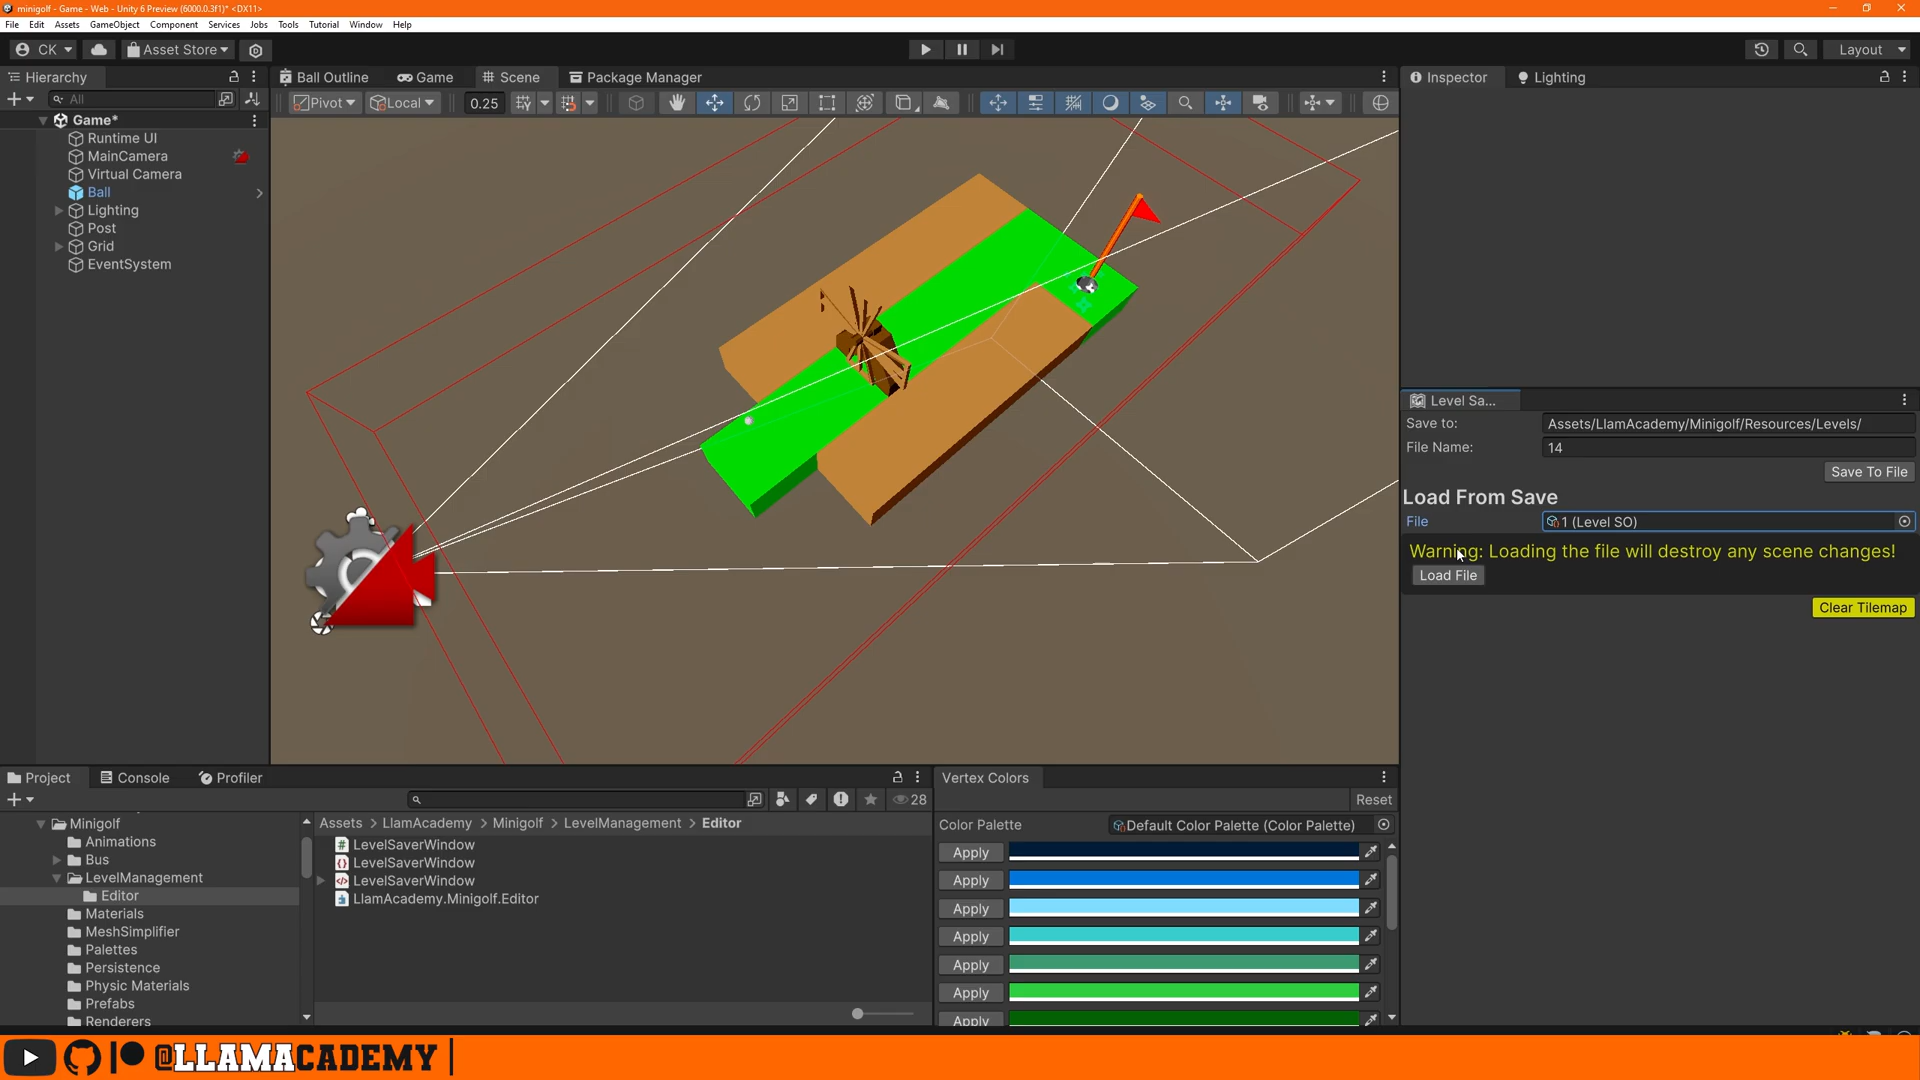 minigolf - Game - Web - Unity 6 Preview (6000.0.3f1)* <DX11>
File Edit Assets GameObject Component Services Jobs Tools Tutorial Window Help
CK Asset Store Layout
Hierarchy Ball Outline Game Scene Package Manager Inspector Lighting
All Pivot Local 0.25
Game*
Runtime UI
MainCamera
Virtual Camera
Ball
Lighting
Post
Grid
EventSystem
Level Sa...
Save to: Assets/LlamAcademy/Minigolf/Resources/Levels/
File Name: 14
Save To File
Load From Save
File 1 (Level SO)
Warning: Loading the file will destroy any scene changes!
Load File
Clear Tilemap
Project Console Profiler
28
Minigolf
Animations
Bus
LevelManagement
Editor
Materials
MeshSimplifier
Palettes
Persistence
Physic Materials
Prefabs
Renderers
Assets > LlamAcademy > Minigolf > LevelManagement > Editor
LevelSaverWindow
LevelSaverWindow
LevelSaverWindow
LlamAcademy.Minigolf.Editor
Vertex Colors
Reset
Color Palette Default Color Palette (Color Palette)
Apply
Apply
Apply
Apply
Apply
Apply
Apply
@LLAMACADEMY